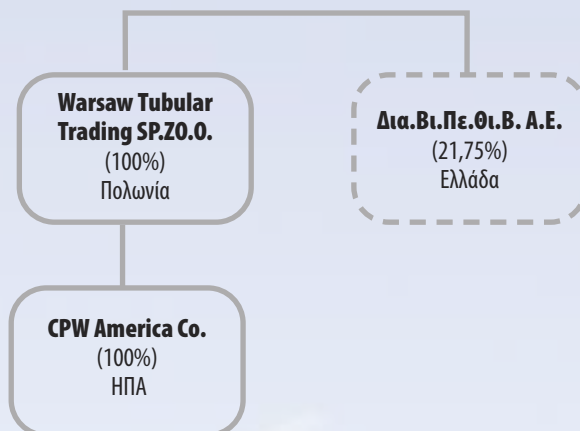 Warsaw Tubular
Trading SP.ZO.O.
(100%)
Πολωνία
Δια.Βι.Πε.Θι.Β. Α.Ε.
(21,75%)
Ελλάδα
CPW America Co.
(100%)
ΗΠΑ